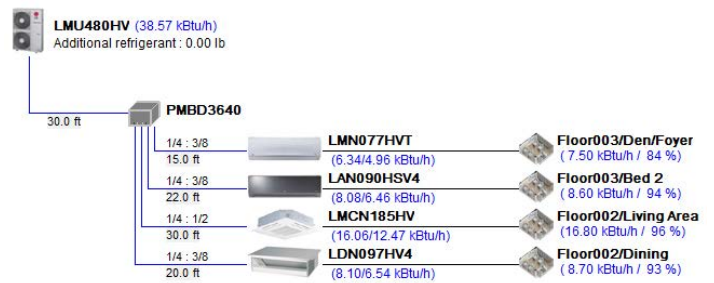 LMU480HV (38.57 kBtu/h)
Additional refrigerant : 0.00 lb
30.0 ft
PMBD3640
1/4 : 3/8
15.0 ft
LMN077HVT
(6.34/4.96 kBtu/h)
Floor003/Den/Foyer
( 7.50 kBtu/h / 84 %)
1/4 : 3/8
22.0 ft
LAN090HSV4
(8.08/6.46 kBtu/h)
Floor003/Bed 2
( 8.60 kBtu/h / 94 %)
1/4 : 1/2
30.0 ft
LMCN185HV
(16.06/12.47 kBtu/h)
Floor002/Living Area
(16.80 kBtu/h / 96 %)
1/4 : 3/8
20.0 ft
LDN097HV4
(8.10/6.54 kBtu/h)
Floor002/Dining
( 8.70 kBtu/h / 93 %)